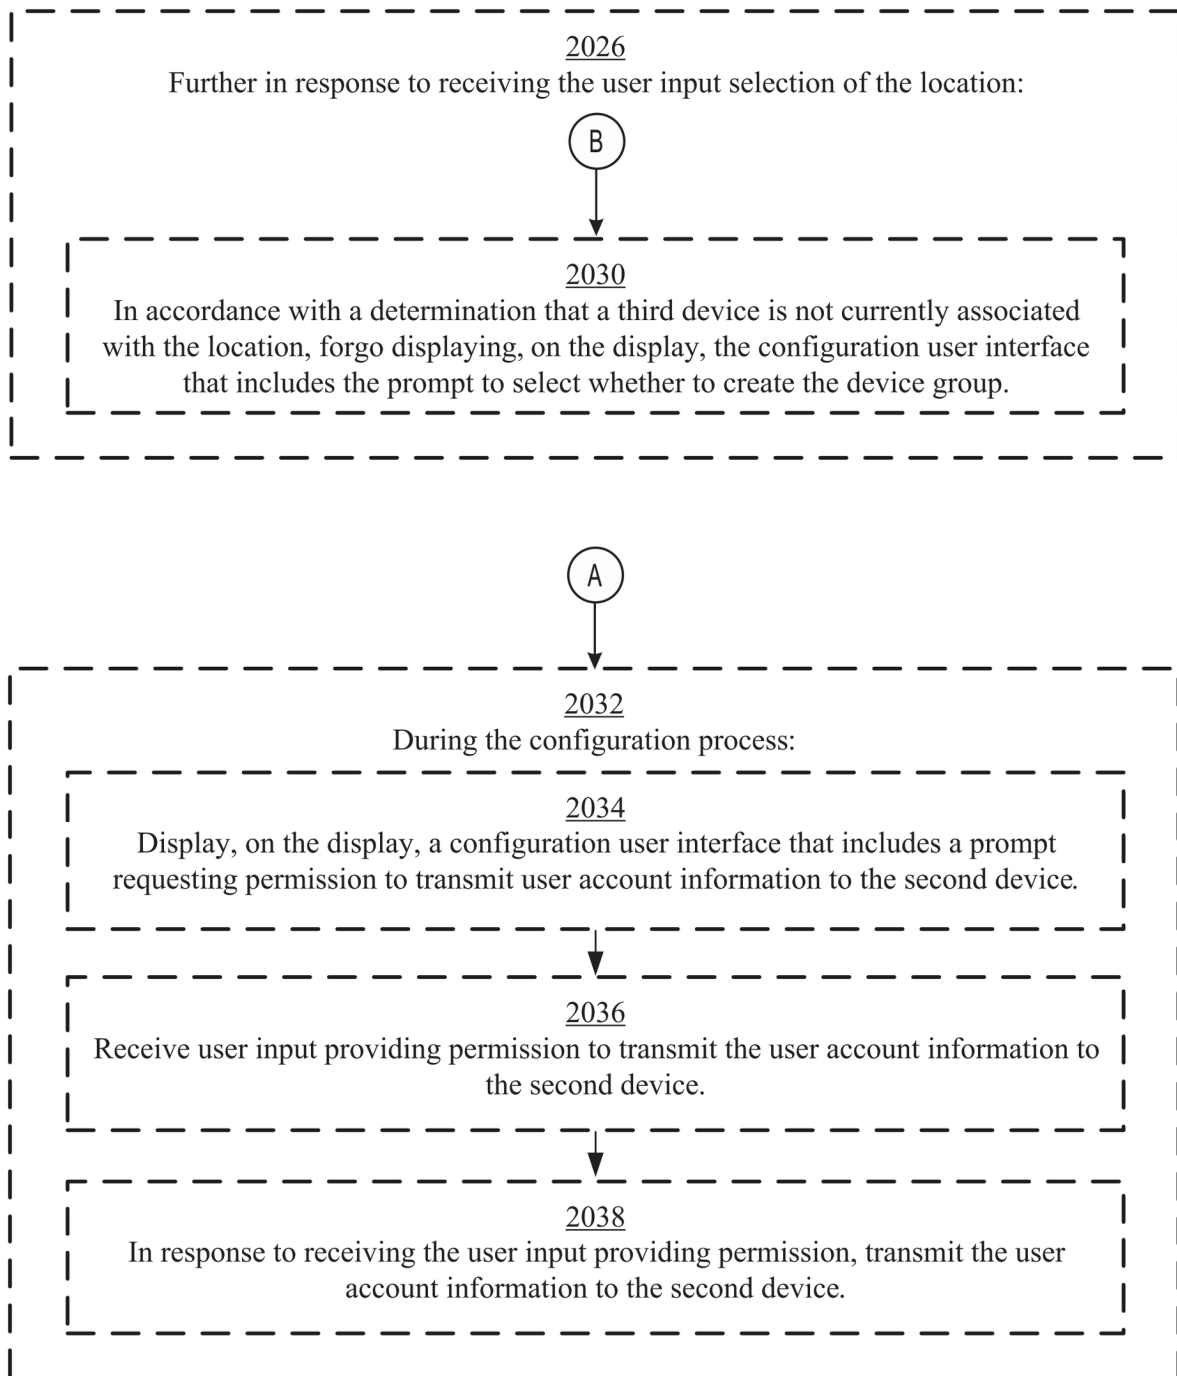 2026
Further in response to receiving the user input selection of the location:
B
2030
In accordance with a determination that a third device is not currently associated
with the location, forgo displaying, on the display, the configuration user interface
that includes the prompt to select whether to create the device group.
A
2032
During the configuration process:
2034
Display, on the display, a configuration user interface that includes a prompt
requesting permission to transmit user account information to the second device.
2036
Receive user input providing permission to transmit the user account information to
the second device.
2038
In response to receiving the user input providing permission, transmit the user
account information to the second device.